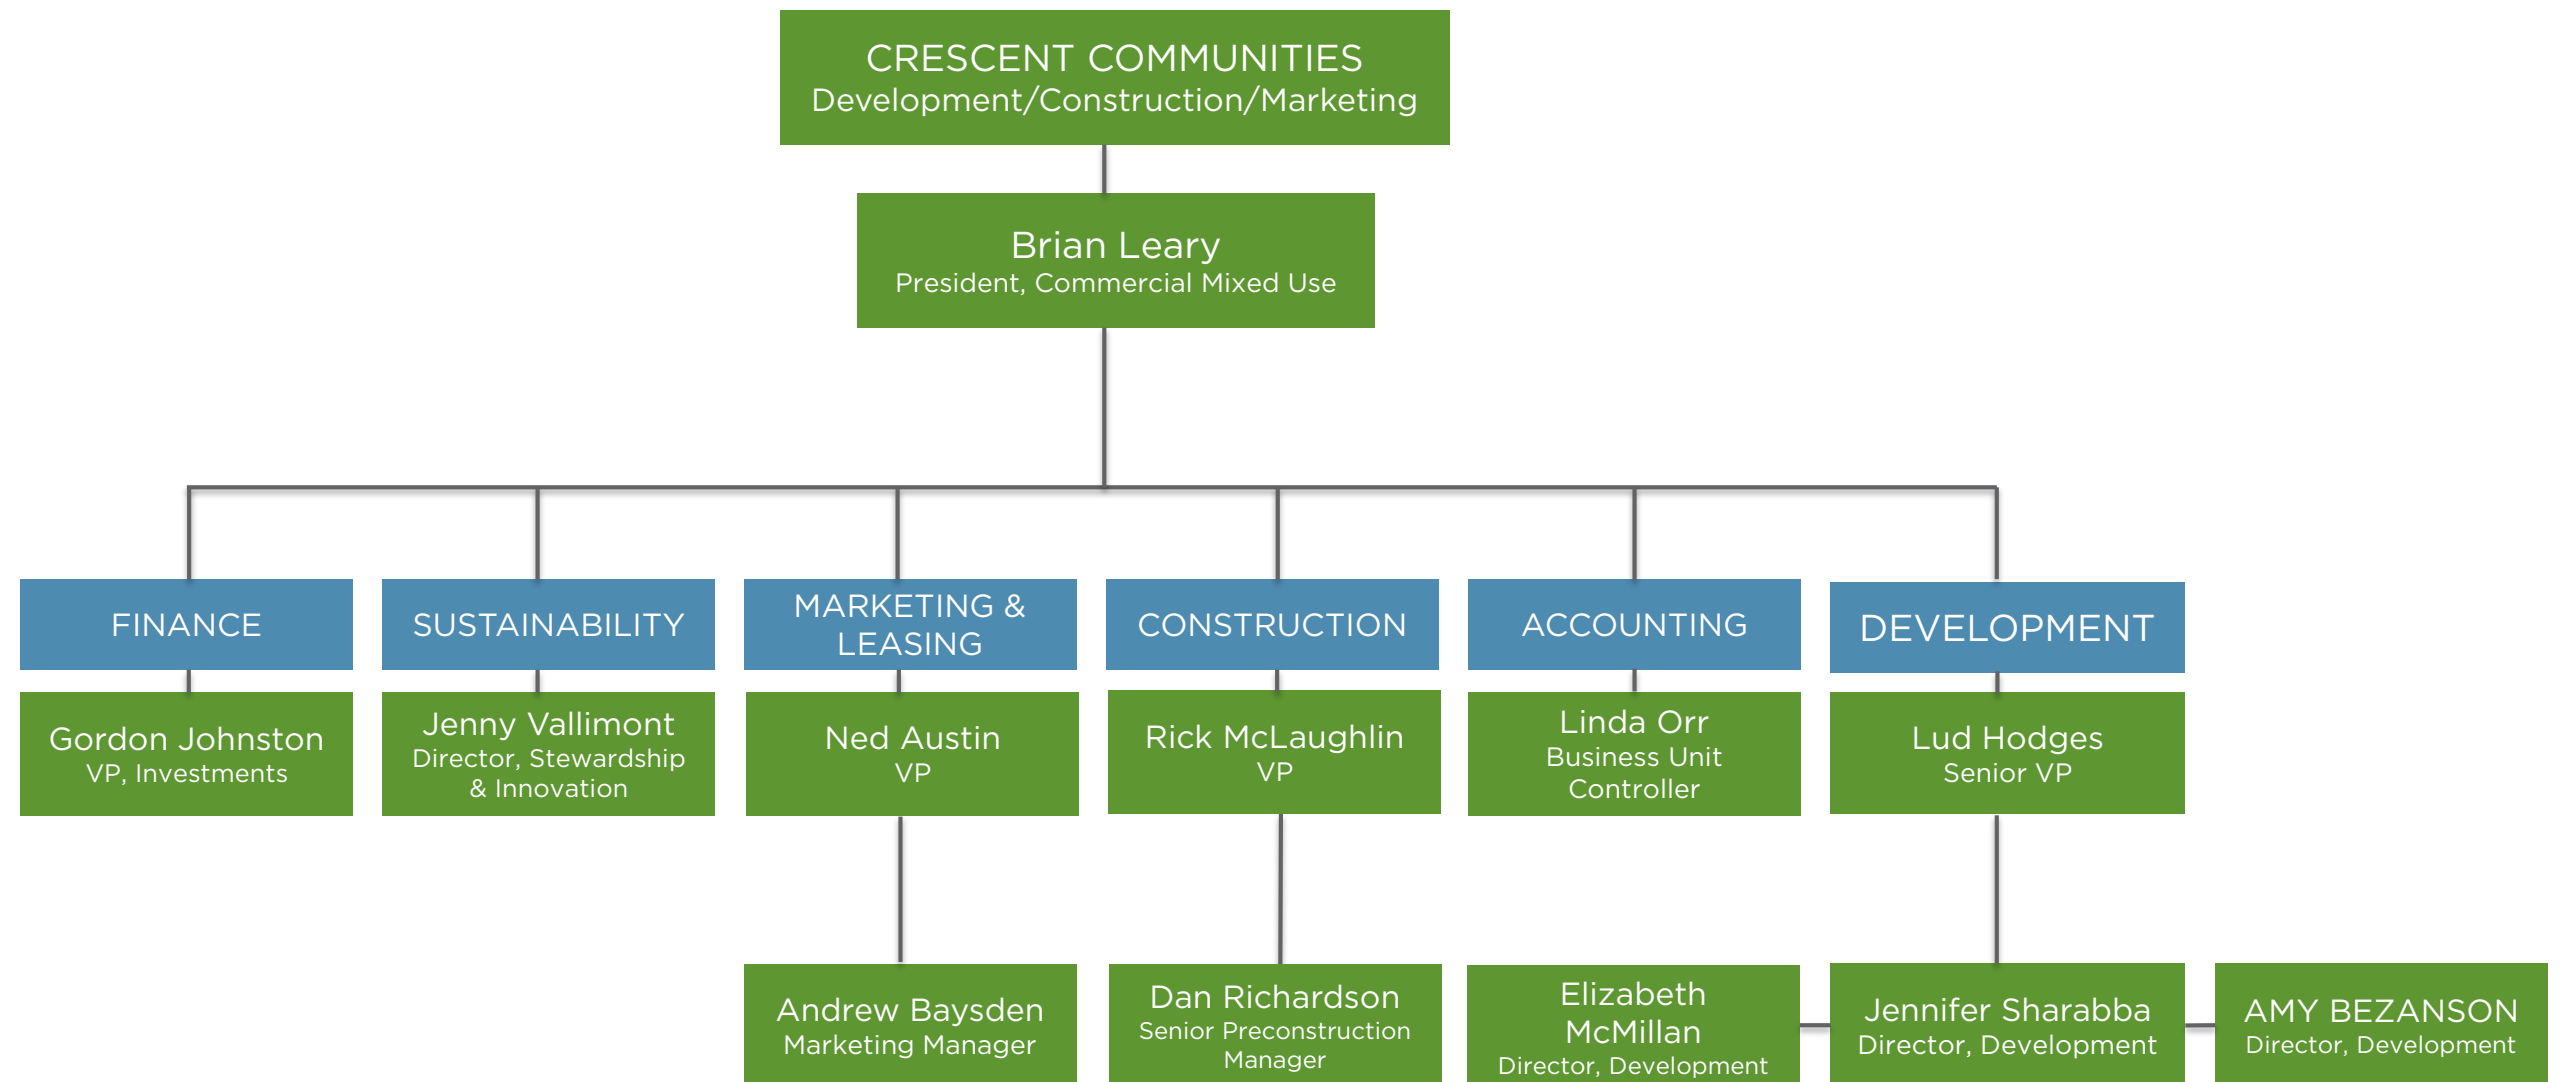 CRESCENT COMMUNITIES
Development/Construction/Marketing
Brian Leary
President, Commercial Mixed Use
FINANCE
SUSTAINABILITY
MARKETING &
LEASING
CONSTRUCTION
ACCOUNTING
DEVELOPMENT
Gordon Johnston
VP, Investments
Jenny Vallimont
Director, Stewardship
& Innovation
Ned Austin
VP
Rick McLaughlin
VP
Linda Orr
Business Unit
Controller
Lud Hodges
Senior VP
Andrew Baysden
Marketing Manager
Dan Richardson
Senior Preconstruction
Manager
Elizabeth
McMillan
Director, Development
Jennifer Sharabba
Director, Development
AMY BEZANSON
Director, Development